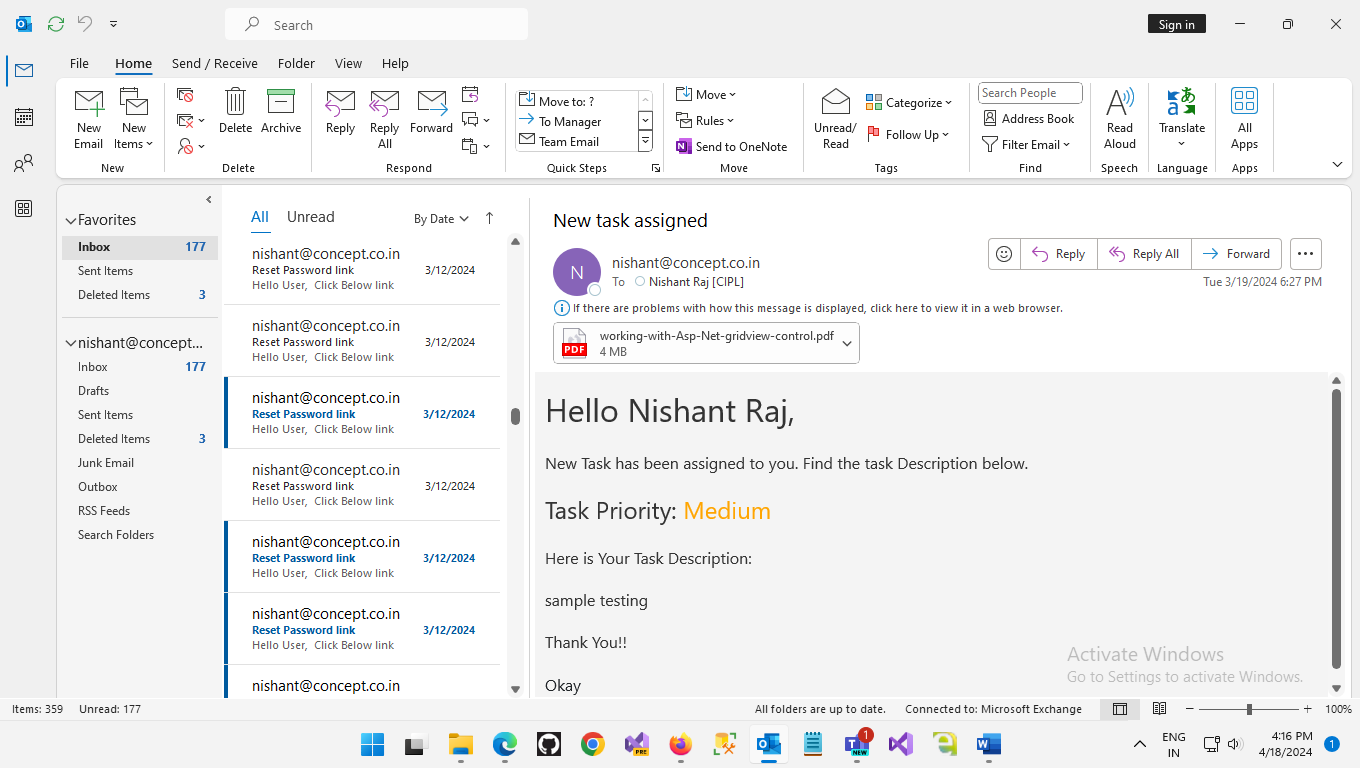 Search
Sign in
File Home Send / Receive Folder View Help
New Email
New Items
New
Delete
Archive
Delete
Reply
Reply All
Forward
Respond
Move to: ?
To Manager
Team Email
Quick Steps
Move
Rules
Send to OneNote
Move
Unread/ Read
Categorize
Follow Up
Tags
Search People
Address Book
Filter Email
Find
Read Aloud
Speech
Translate
Language
All Apps
Apps
Favorites
Inbox 177
Sent Items
Deleted Items 3
nishant@concept...
Inbox 177
Drafts
Sent Items
Deleted Items 3
Junk Email
Outbox
RSS Feeds
Search Folders
All Unread By Date
nishant@concept.co.in
Reset Password link 3/12/2024
Hello User, Click Below link
nishant@concept.co.in
Reset Password link 3/12/2024
Hello User, Click Below link
nishant@concept.co.in
Reset Password link 3/12/2024
Hello User, Click Below link
nishant@concept.co.in
Reset Password link 3/12/2024
Hello User, Click Below link
nishant@concept.co.in
Reset Password link 3/12/2024
Hello User, Click Below link
nishant@concept.co.in
Reset Password link 3/12/2024
Hello User, Click Below link
nishant@concept.co.in
New task assigned
N
nishant@concept.co.in
To Nishant Raj [CIPL]
Reply Reply All Forward
Tue 3/19/2024 6:27 PM
If there are problems with how this message is displayed, click here to view it in a web browser.
PDF
working-with-Asp-Net-gridview-control.pdf
4 MB
Hello Nishant Raj,
New Task has been assigned to you. Find the task Description below.
Task Priority: Medium
Here is Your Task Description:
sample testing
Thank You!!
Okay
Activate Windows
Go to Settings to activate Windows.
Items: 359 Unread: 177
All folders are up to date. Connected to: Microsoft Exchange
100%
PRE
1
NEW
ENG
IN
4:16 PM
4/18/2024
1